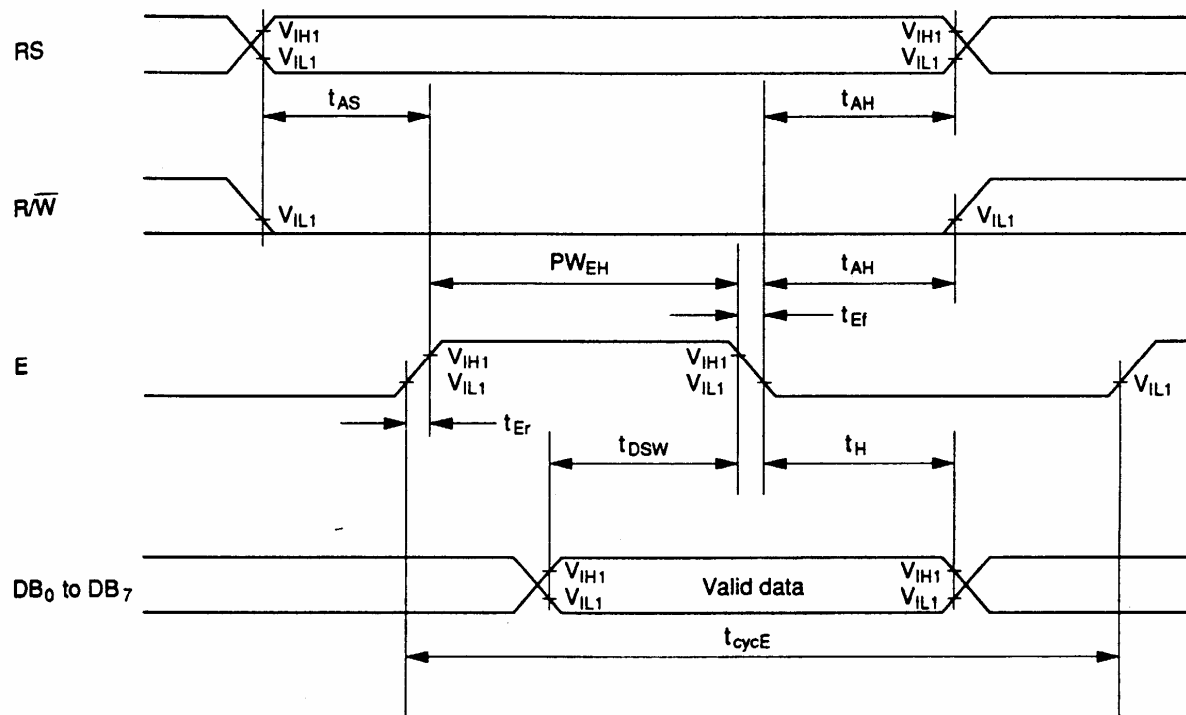 RS
V_IH1
V_IL1
V_IH1
V_IL1
t_AS
t_AH
R/W̅
V_IL1
V_IL1
PW_EH
t_AH
t_Ef
E
V_IH1
V_IL1
V_IH1
V_IL1
V_IL1
t_Er
t_DSW
t_H
DB_0 to DB_7
V_IH1
V_IL1
Valid data
V_IH1
V_IL1
t_cycE